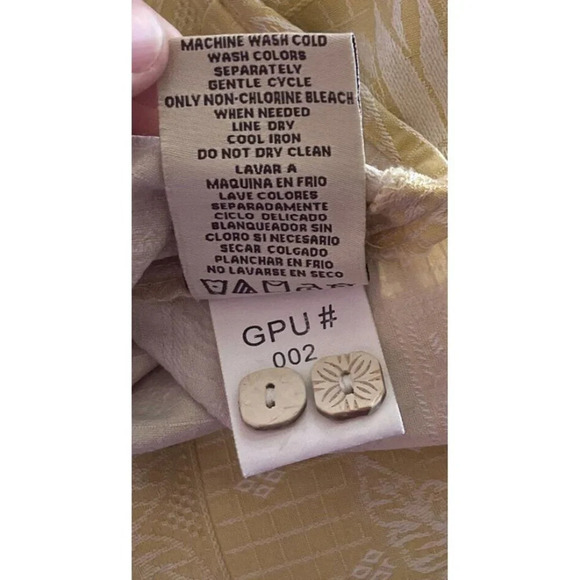 MACHINE WASH COLD
WASH COLORS
SEPARATELY
GENTLE CYCLE
ONLY NON-CHLORINE BLEACH
WHEN NEEDED
LINE DRY
COOL IRON
DO NOT DRY CLEAN
LAVAR A
MAQUINA EN FRIO
LAVE COLORES
SEPARADAMENTE
CICLO DELICADO
BLANQUEADOR SIN
CLORO SI NECESARIO
SECAR COLGADO
PLANCHAR EN FRIO
NO LAVARSE EN SECO
GPU #
002